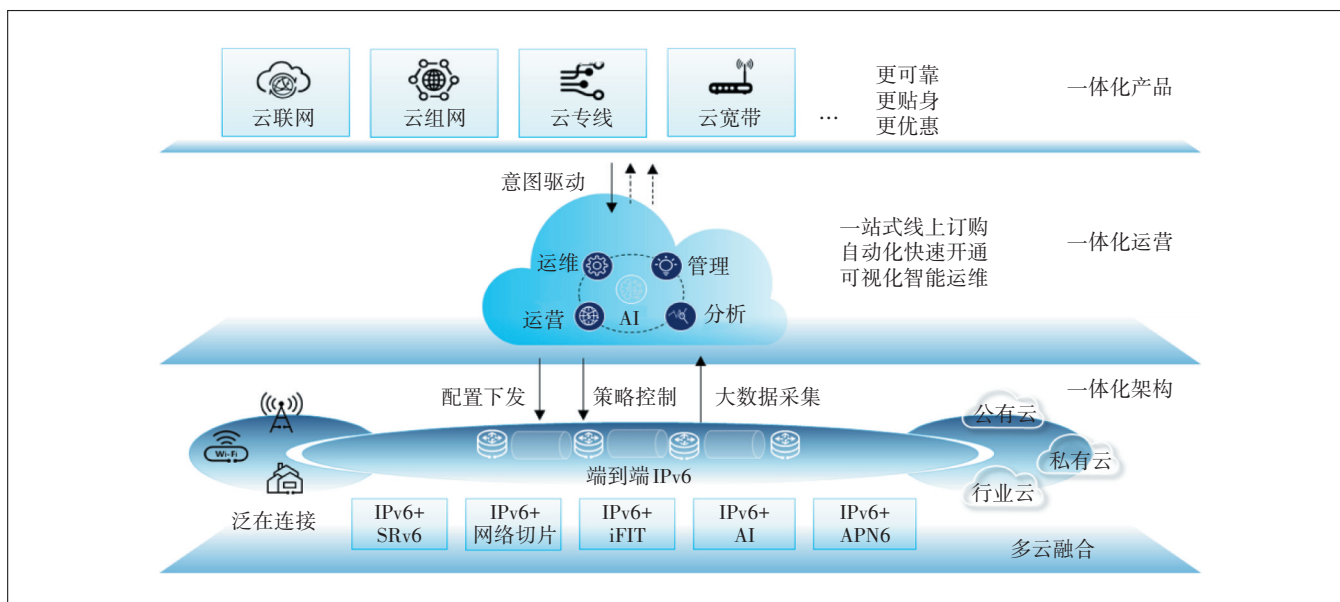 云联网
云组网
云专线
云宽带
…
更可靠
更贴身
更优惠
一体化产品
意图驱动
一站式线上订购
自动化快速开通
可视化智能运维
一体化运营
运维
管理
运营
AI
分析
配置下发
策略控制
大数据采集
一体化架构
Wi-Fi
公有云
私有云
行业云
端到端IPv6
泛在连接
IPv6+
SRv6
IPv6+
网络切片
IPv6+
iFIT
IPv6+
AI
IPv6+
APN6
多云融合